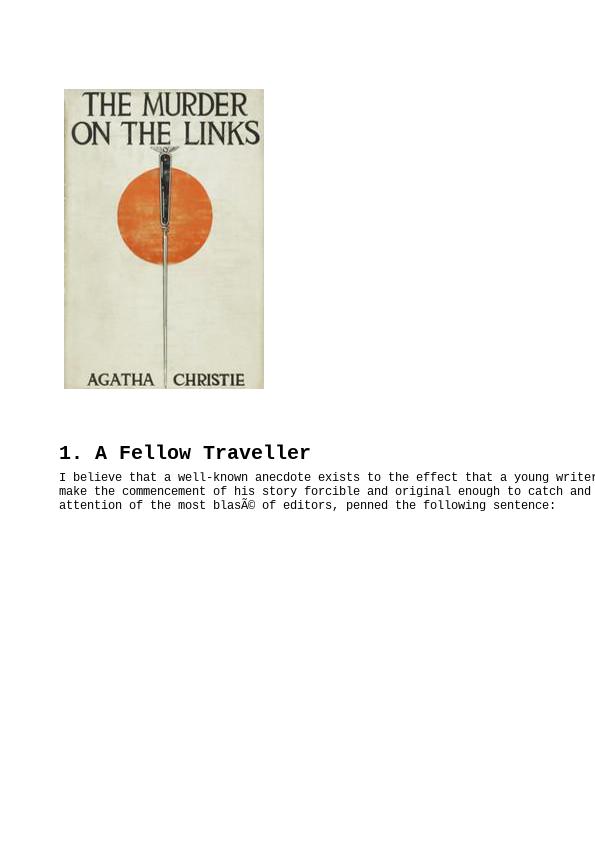 THE MURDER
ON THE LINKS
AGATHA CHRISTIE
1. A Fellow Traveller
I believe that a well-known anecdote exists to the effect that a young writer
make the commencement of his story forcible and original enough to catch and
attention of the most blasÃ© of editors, penned the following sentence: